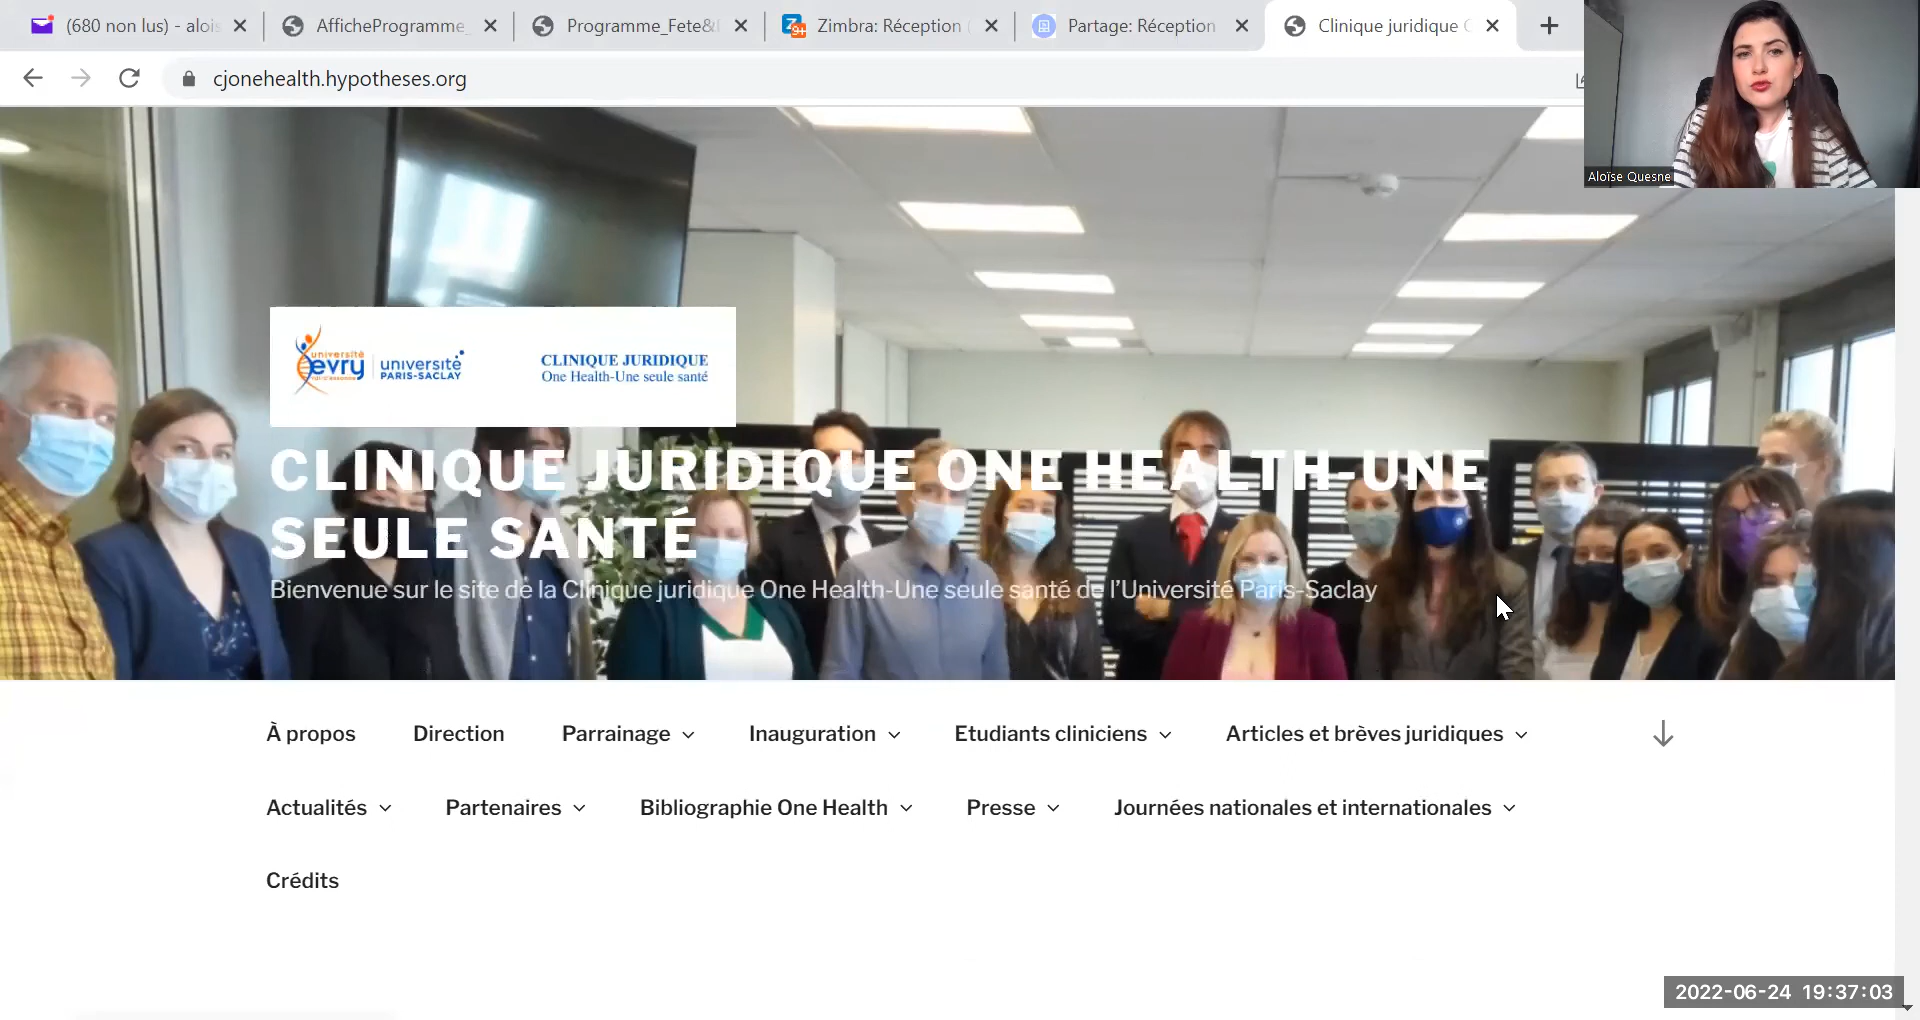 (680 non lus) - alois
AfficheProgramme_
Programme_Fete&
Zimbra: Réception
Partage: Réception
Clinique juridique
cjonehealth.hypotheses.org
Aloïse Quesne
université
evry
université
PARIS-SACLAY
CLINIQUE JURIDIQUE
One Health-Une seule santé
CLINIQUE JURIDIQUE ONE HEALTH-UNE
SEULE SANTÉ
Bienvenue sur le site de la Clinique juridique One Health-Une seule santé de l’Université Paris-Saclay
À propos
Direction
Parrainage
Inauguration
Etudiants cliniciens
Articles et brèves juridiques
Actualités
Partenaires
Bibliographie One Health
Presse
Journées nationales et internationales
Crédits
2022-06-24 19:37:03